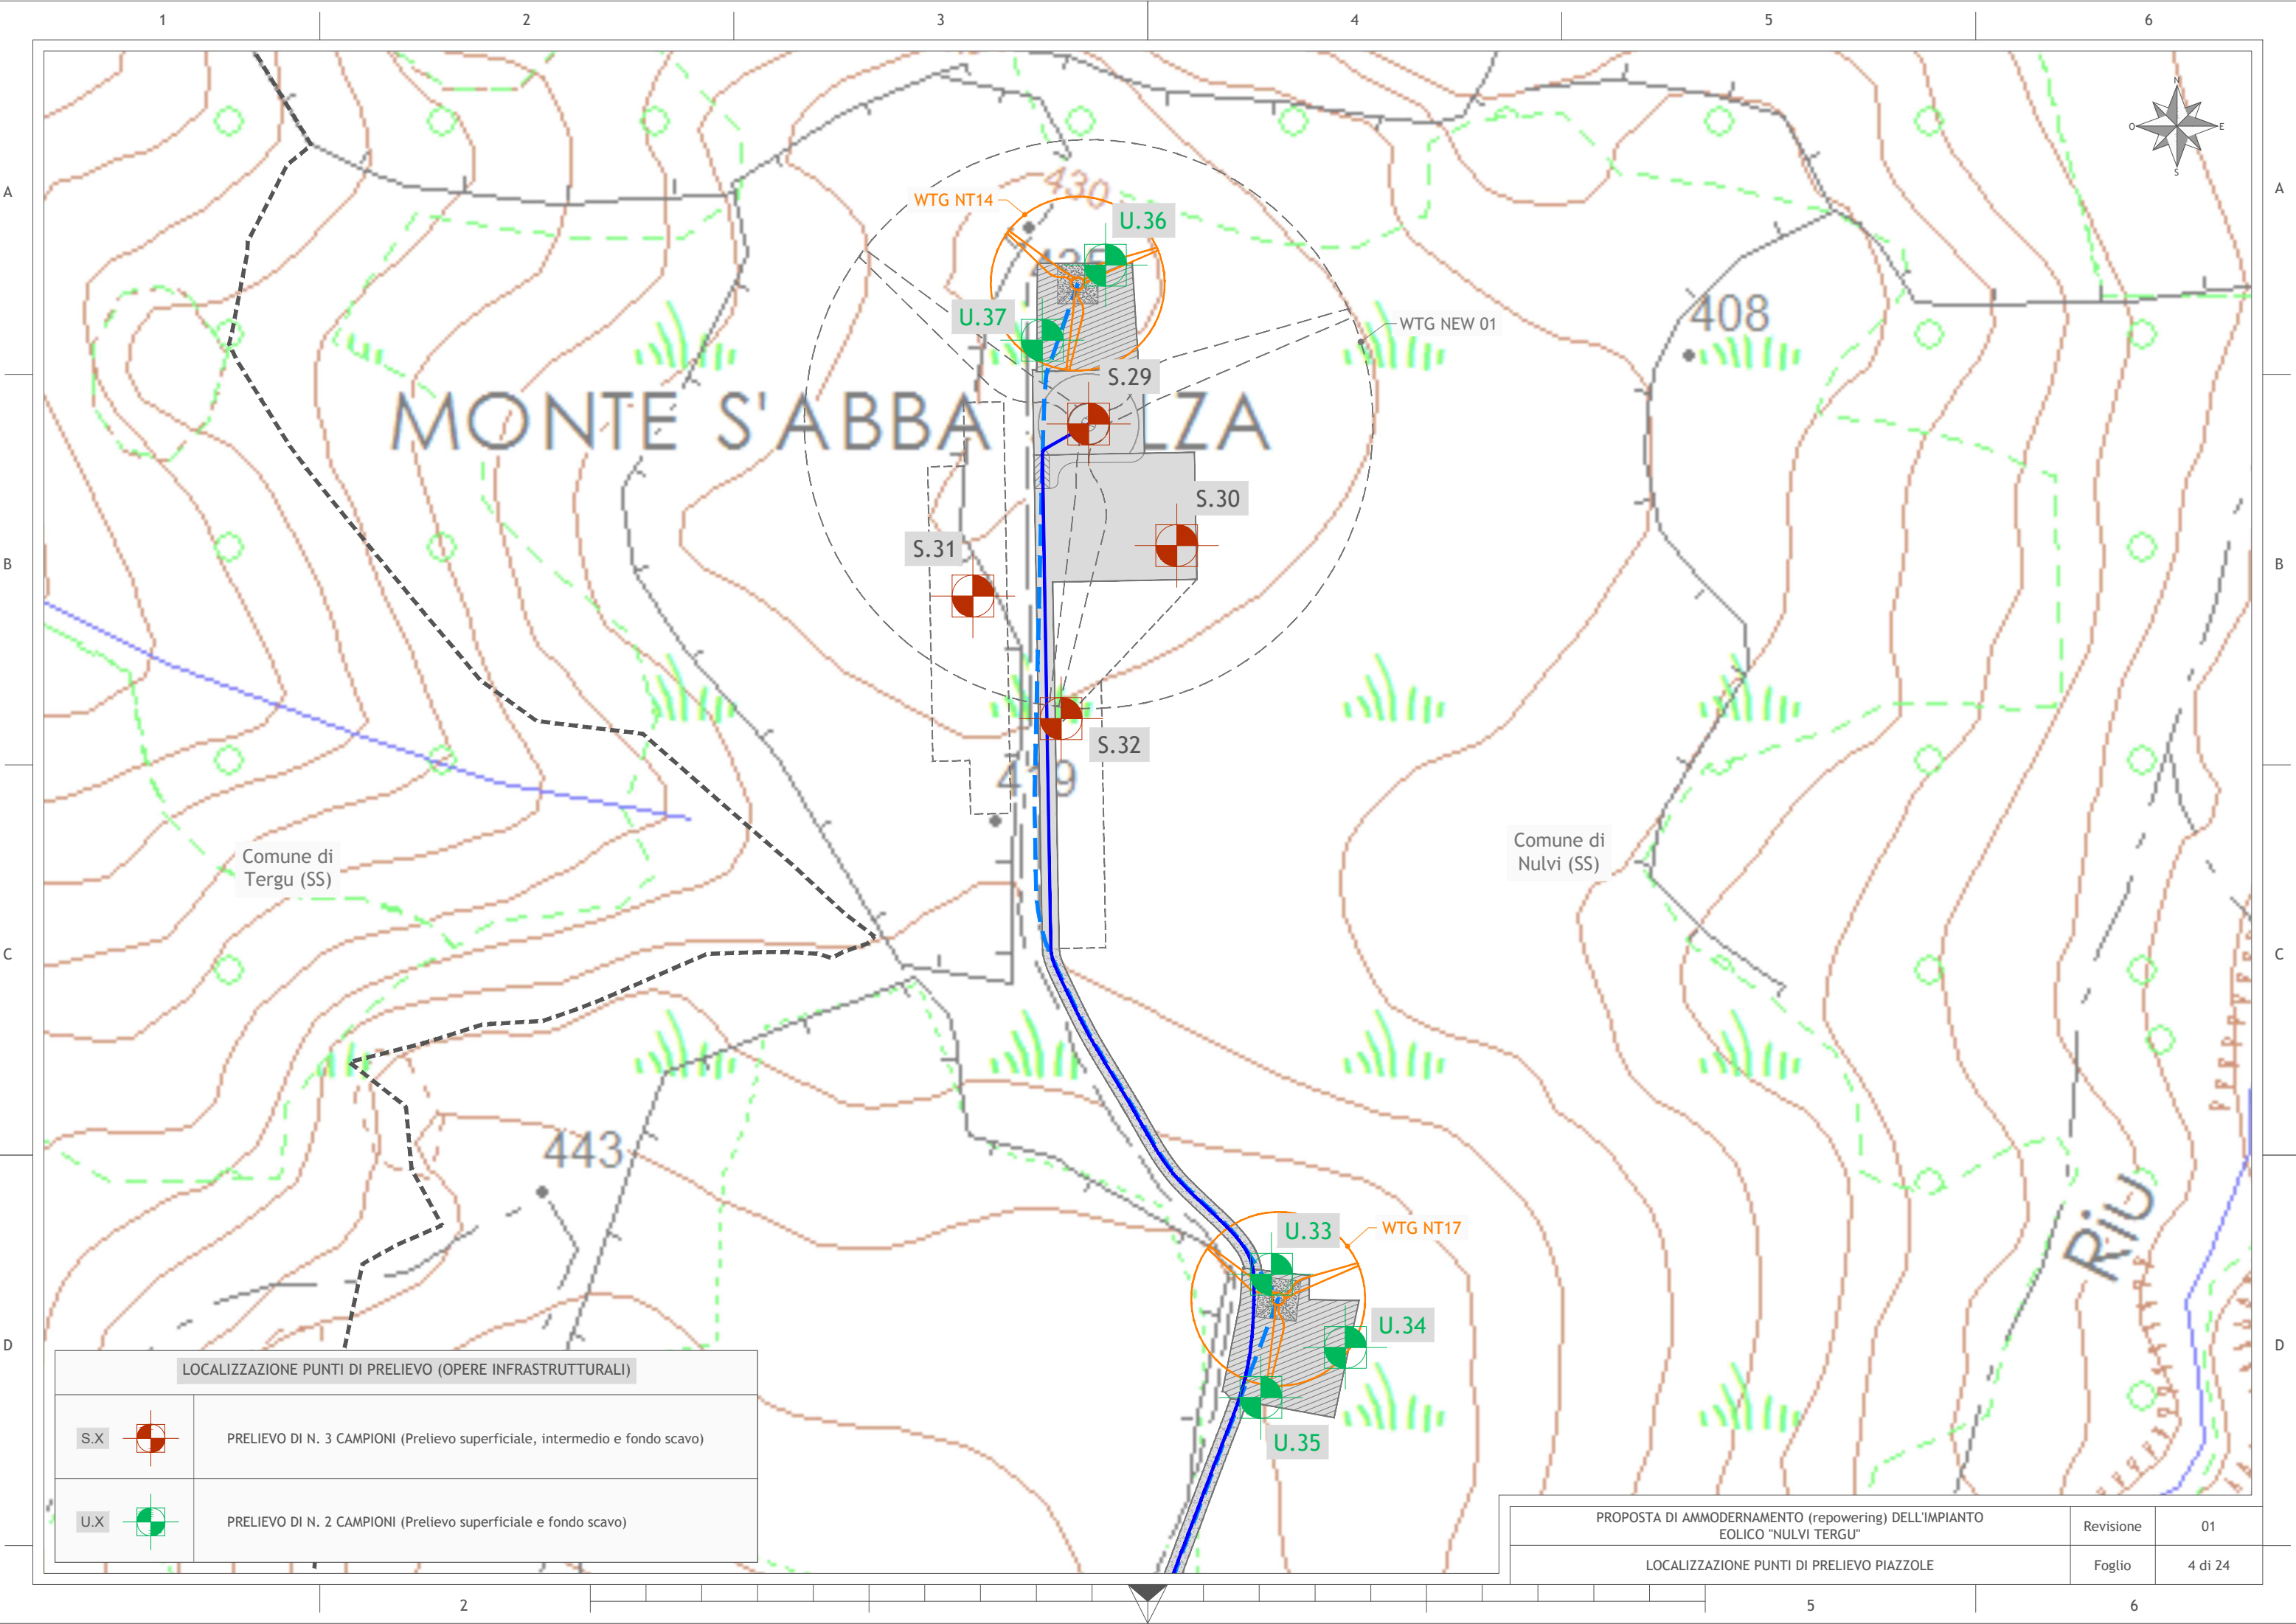 1 2 3 4 5 6
A
A
N
O E
S
430
WTG NT14
U.36
435
U.37
WTG NEW 01
408
S.29
MONTE S'ABBA LZA
S.30
S.31
B
B
S.32
419
Comune di
Tergu (SS)
Comune di
Nulvi (SS)
C
C
443
RiU
U.33
WTG NT17
U.34
D
D
U.35
LOCALIZZAZIONE PUNTI DI PRELIEVO (OPERE INFRASTRUTTURALI)
S.X PRELIEVO DI N. 3 CAMPIONI (Prelievo superficiale, intermedio e fondo scavo)
U.X PRELIEVO DI N. 2 CAMPIONI (Prelievo superficiale e fondo scavo)
PROPOSTA DI AMMODERNAMENTO (repowering) DELL'IMPIANTO
EOLICO "NULVI TERGU"
Revisione 01
LOCALIZZAZIONE PUNTI DI PRELIEVO PIAZZOLE
Foglio 4 di 24
2 5 6